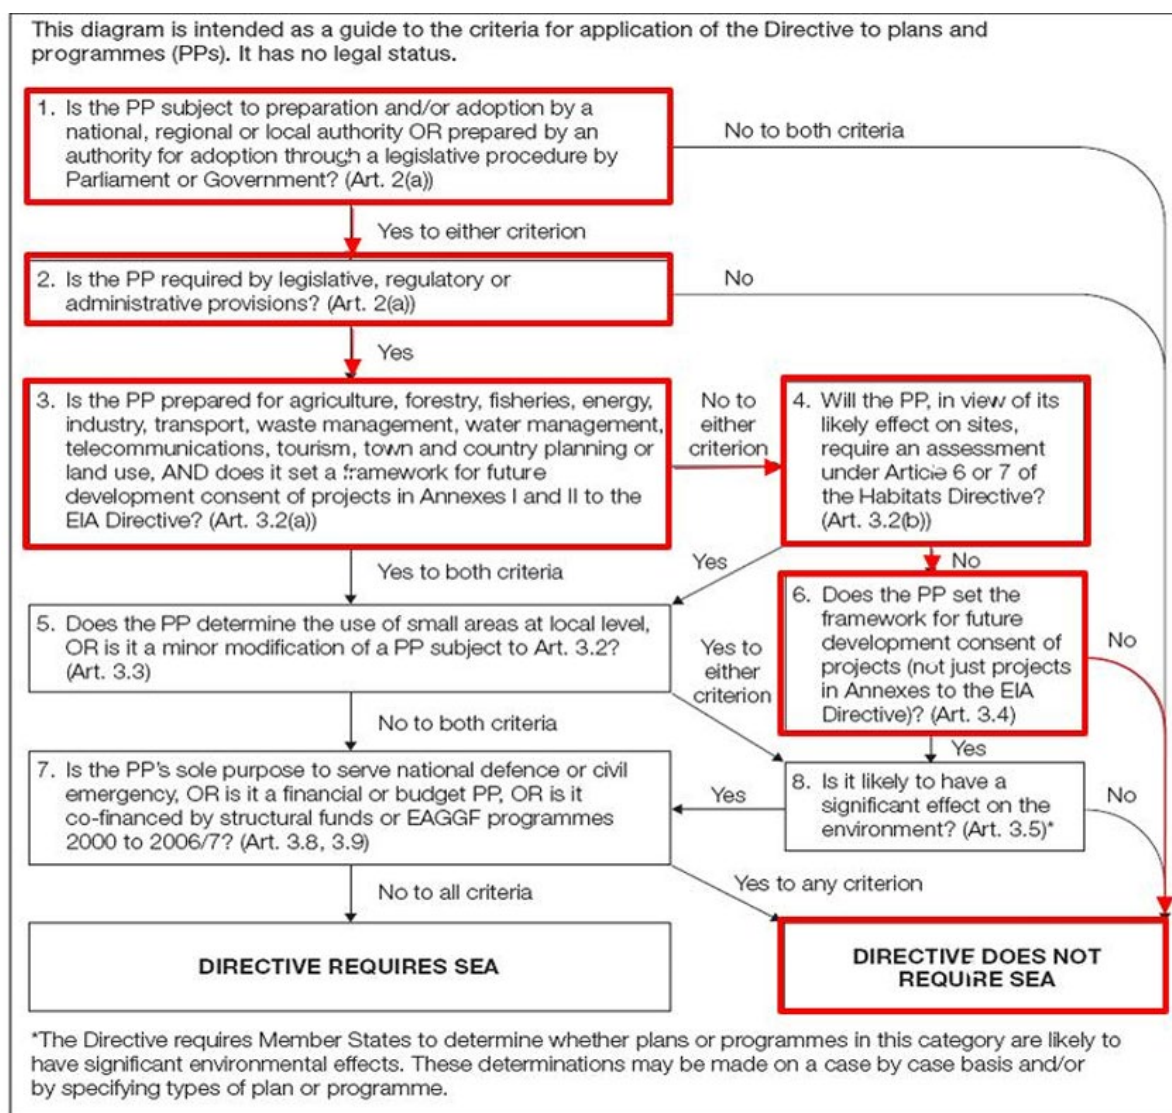 This diagram is intended as a guide to the criteria for application of the Directive to plans and
programmes (PPs). It has no legal status.
1. Is the PP subject to preparation and/or adoption by a
national, regional or local authority OR prepared by an
authority for adoption through a legislative procedure by
Parliament or Government? (Art. 2(a))
No to both criteria
Yes to either criterion
2. Is the PP required by legislative, regulatory or
administrative provisions? (Art. 2(a))
No
Yes
3. Is the PP prepared for agriculture, forestry, fisheries, energy,
industry, transport, waste management, water management,
telecommunications, tourism, town and country planning or
land use, AND does it set a framework for future
development consent of projects in Annexes I and II to the
EIA Directive? (Art. 3.2(a))
No to
either
criterion
4. Will the PP, in view of its
likely effect on sites,
require an assessment
under Article 6 or 7 of
the Habitats Directive?
(Art. 3.2(b))
Yes to both criteria
Yes
No
5. Does the PP determine the use of small areas at local level,
OR is it a minor modification of a PP subject to Art. 3.2?
(Art. 3.3)
Yes to
either
criterion
6. Does the PP set the
framework for future
development consent of
projects (not just projects
in Annexes to the EIA
Directive)? (Art. 3.4)
No
No to both criteria
Yes
7. Is the PP's sole purpose to serve national defence or civil
emergency, OR is it a financial or budget PP, OR is it
co-financed by structural funds or EAGGF programmes
2000 to 2006/7? (Art. 3.8, 3.9)
Yes
8. Is it likely to have a
significant effect on the
environment? (Art. 3.5)*
No
No to all criteria
Yes to any criterion
DIRECTIVE REQUIRES SEA
DIRECTIVE DOES NOT
REQUIRE SEA
*The Directive requires Member States to determine whether plans or programmes in this category are likely to
have significant environmental effects. These determinations may be made on a case by case basis and/or
by specifying types of plan or programme.